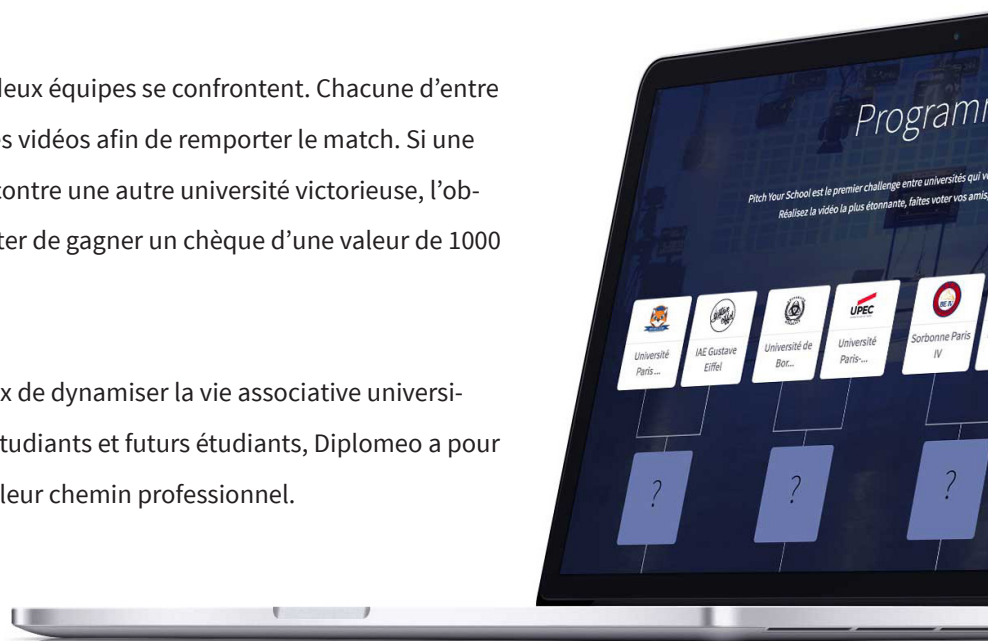 deux équipes se confrontent. Chacune d’entre
es vidéos afin de remporter le match. Si une
contre une autre université victorieuse, l’ob-
ter de gagner un chèque d’une valeur de 1000
x de dynamiser la vie associative universi-
tudiants et futurs étudiants, Diplomeo a pour
leur chemin professionnel.
Programm
Pitch Your School est le premier challenge entre universités qui v
Réalisez la vidéo la plus étonnante, faites voter vos amis,
UPEC
Université
Paris ...
IAE Gustave
Eiffel
Université de
Bor...
Université
Paris-...
Sorbonne Paris
IV
?
?
?